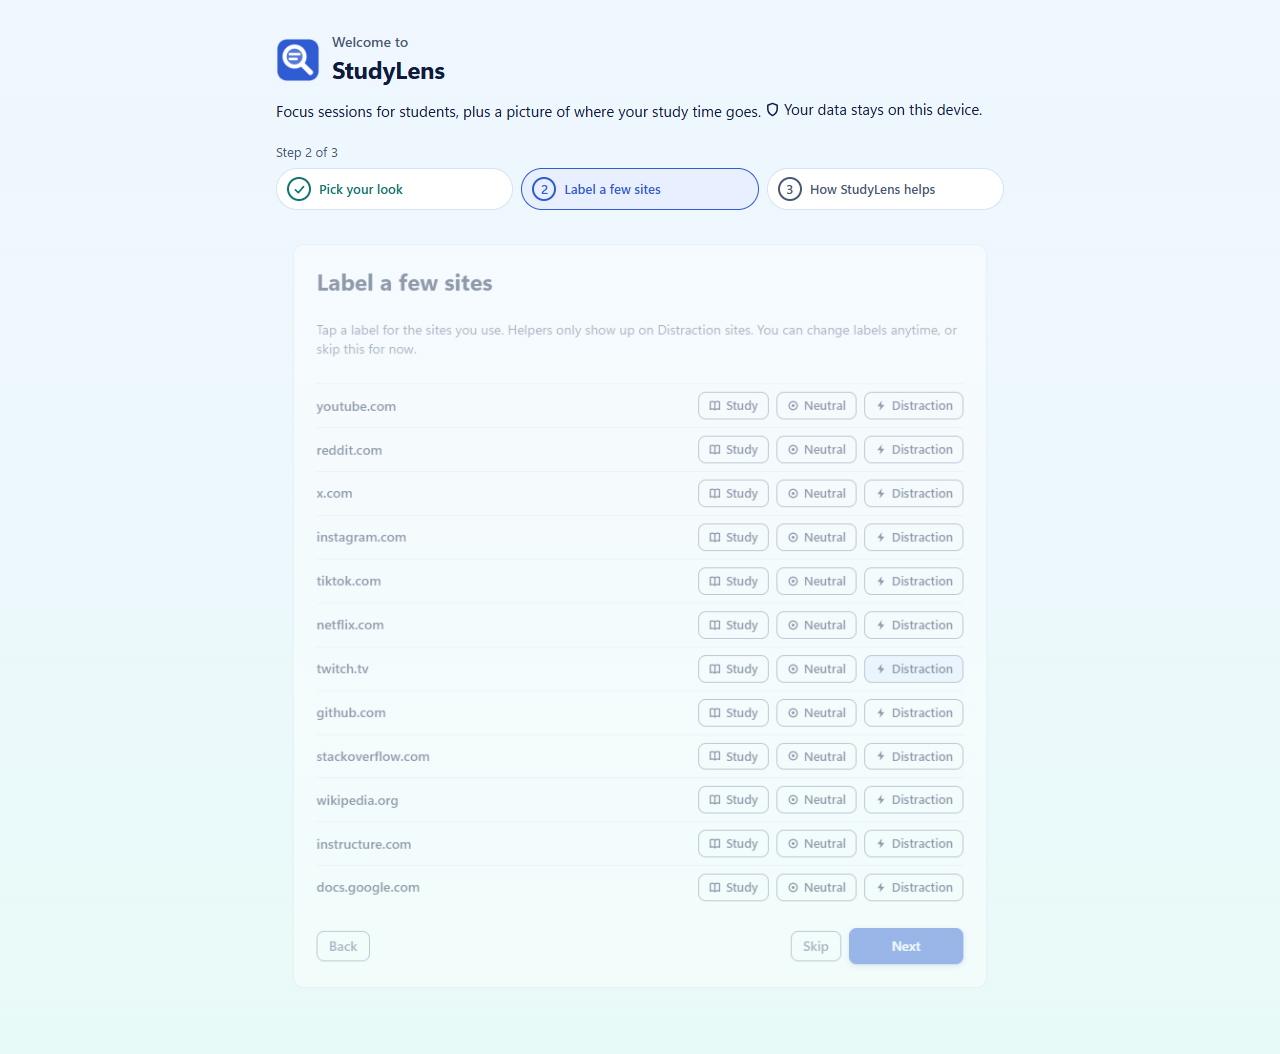 Welcome to
StudyLens
Focus sessions for students, plus a picture of where your study time goes. Your data stays on this device.
Step 2 of 3
Pick your look 2 Label a few sites 3 How StudyLens helps
Label a few sites
Tap a label for the sites you use. Helpers only show up on Distraction sites. You can change labels anytime, or
skip this for now.
youtube.com Study Neutral Distraction
reddit.com Study Neutral Distraction
x.com Study Neutral Distraction
instagram.com Study Neutral Distraction
tiktok.com Study Neutral Distraction
netflix.com Study Neutral Distraction
twitch.tv Study Neutral Distraction
github.com Study Neutral Distraction
stackoverflow.com Study Neutral Distraction
wikipedia.org Study Neutral Distraction
instructure.com Study Neutral Distraction
docs.google.com Study Neutral Distraction
Back Skip Next